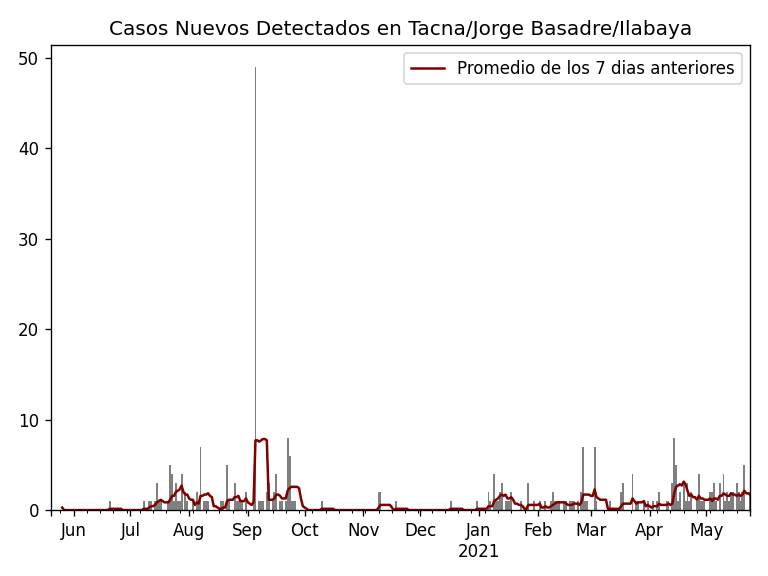 Casos Nuevos Detectados en Tacna/Jorge Basadre/Ilabaya
Promedio de los 7 dias anteriores
50
40
30
20
10
0
Jun Jul Aug Sep Oct Nov Dec Jan Feb Mar Apr May
2021